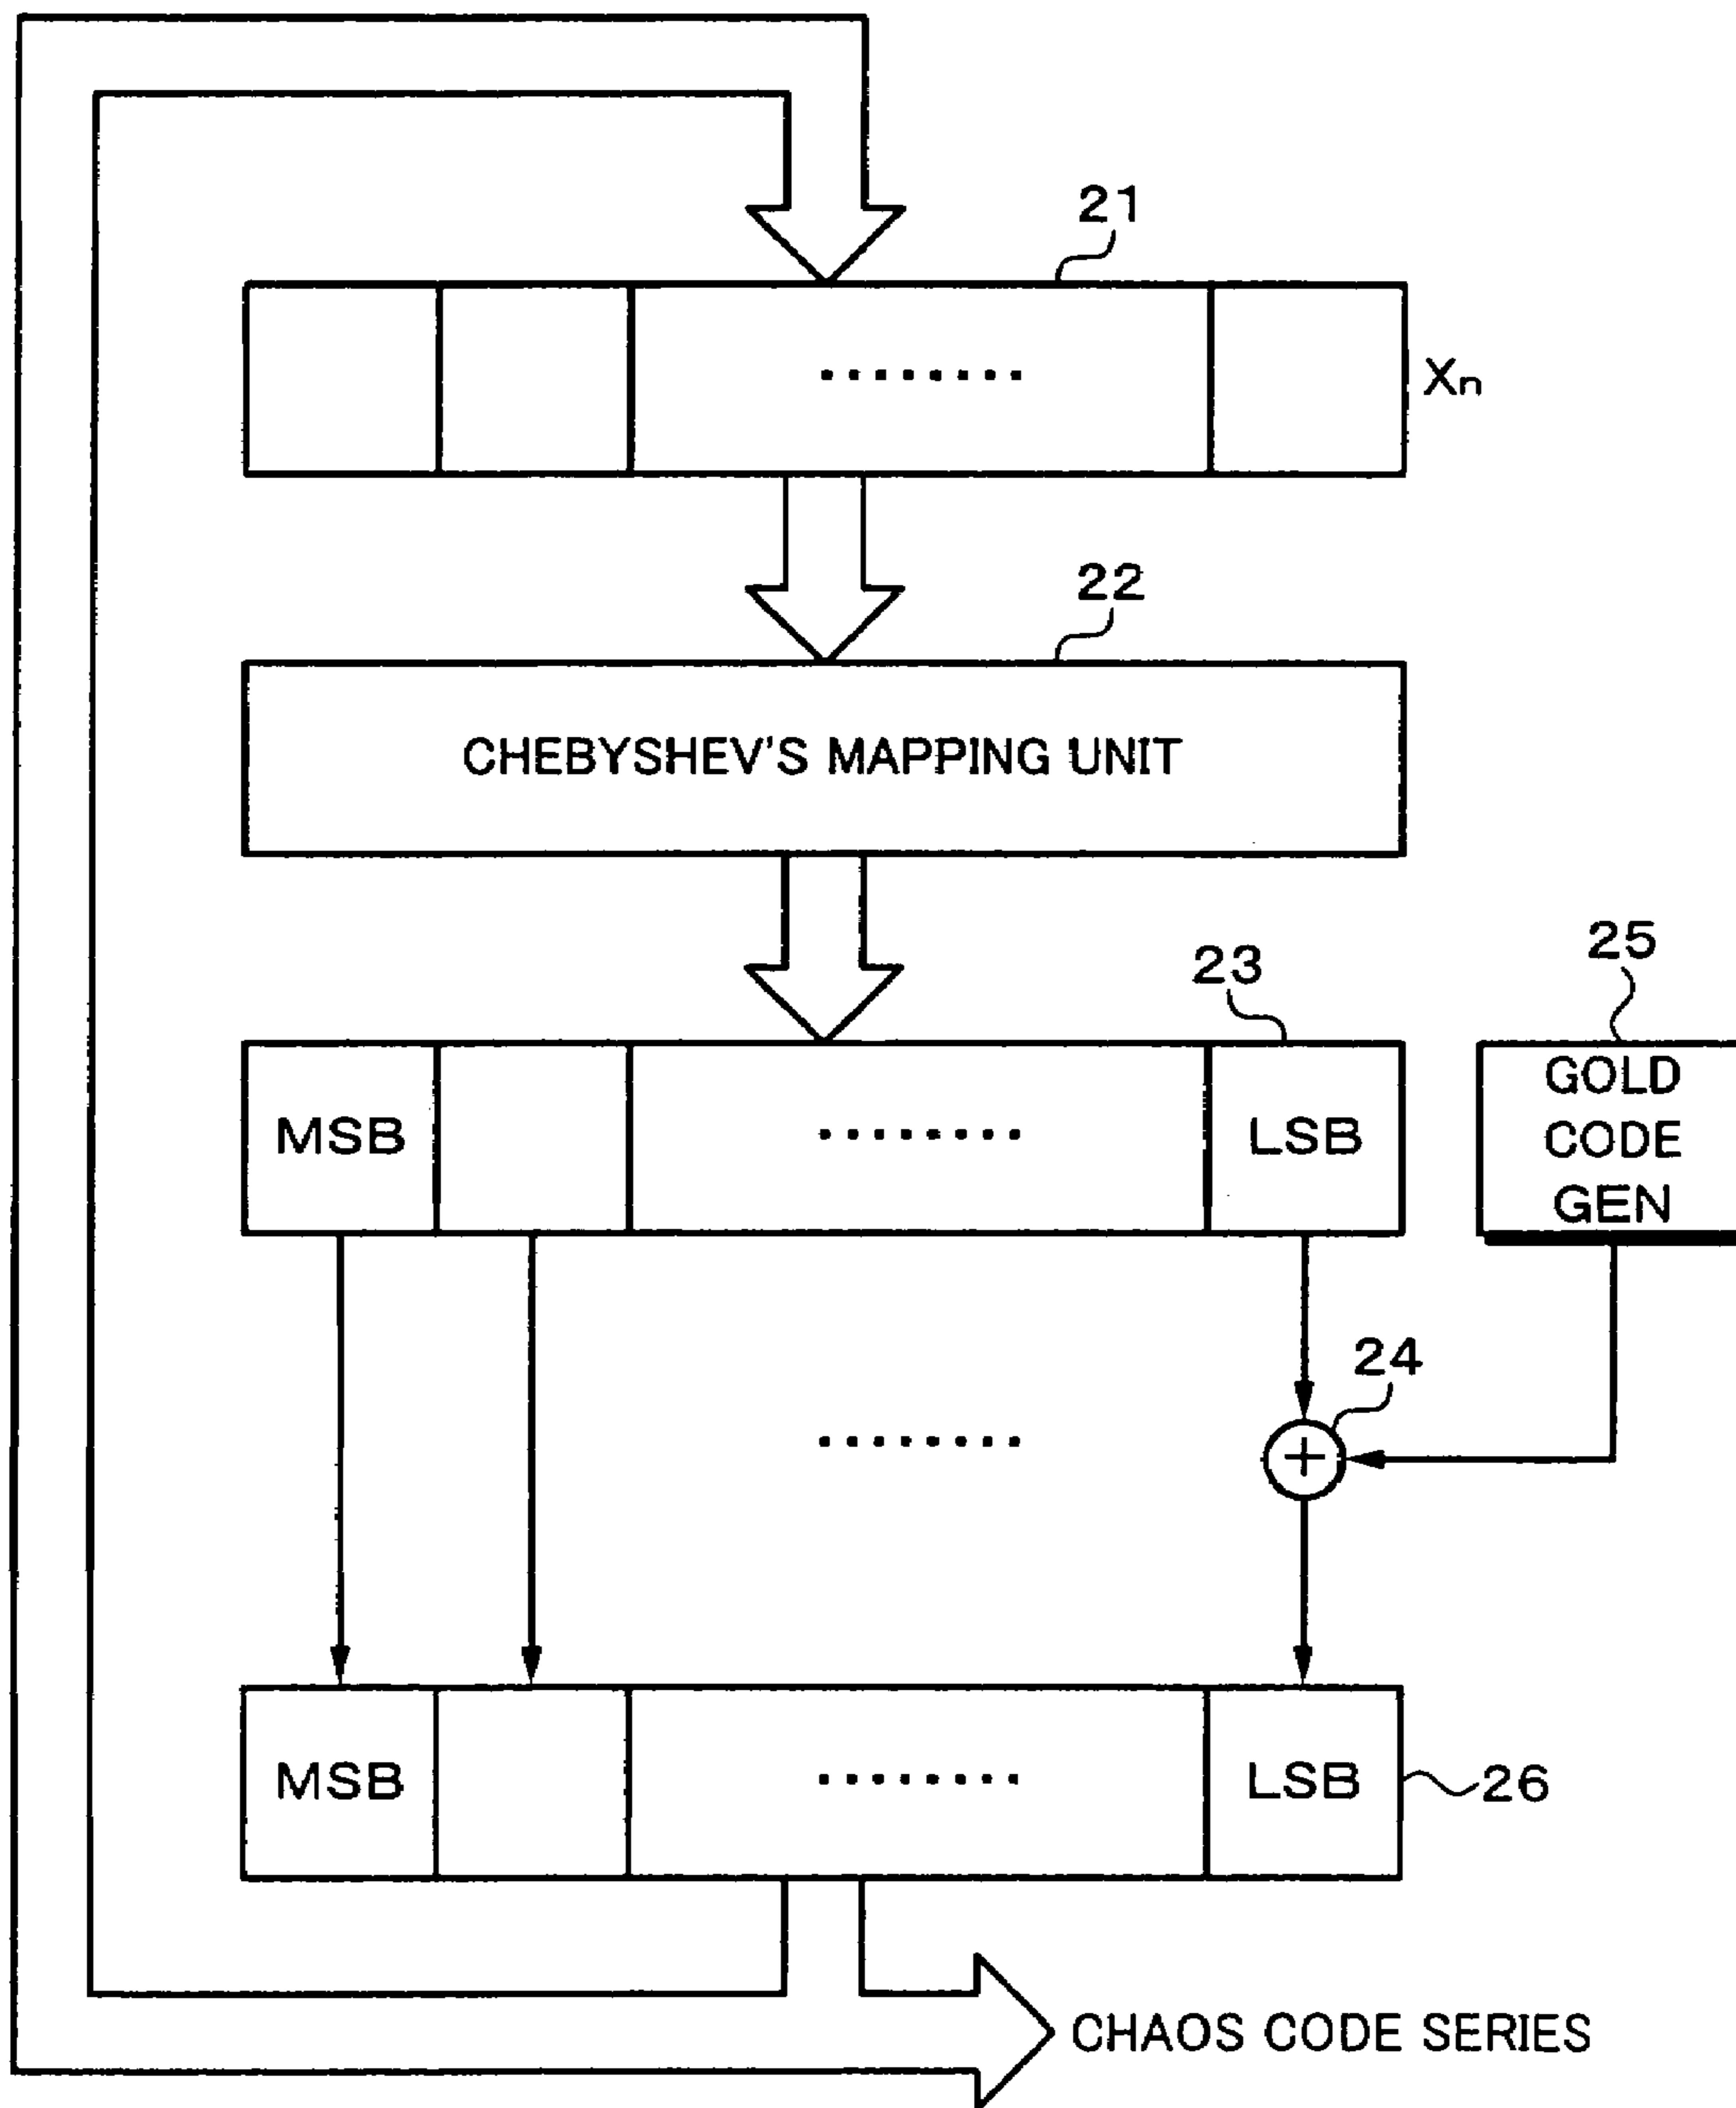 21
Xn
22
CHEBYSHEV'S MAPPING UNIT
23
25
MSB
LSB
GOLD
CODE
GEN
24
MSB
LSB
26
CHAOS CODE SERIES